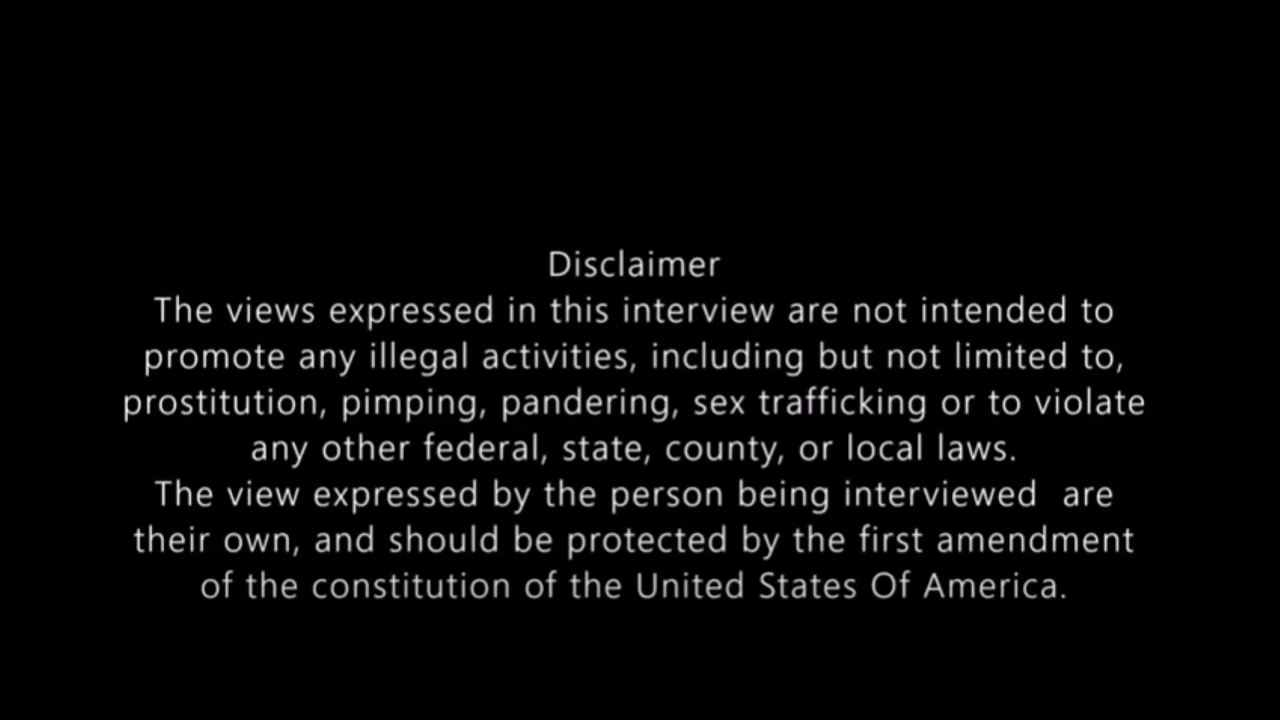 Disclaimer
The views expressed in this interview are not intended to
promote any illegal activities, including but not limited to,
prostitution, pimping, pandering, sex trafficking or to violate
any other federal, state, county, or local laws.
The view expressed by the person being interviewed  are
their own, and should be protected by the first amendment
of the constitution of the United States Of America.